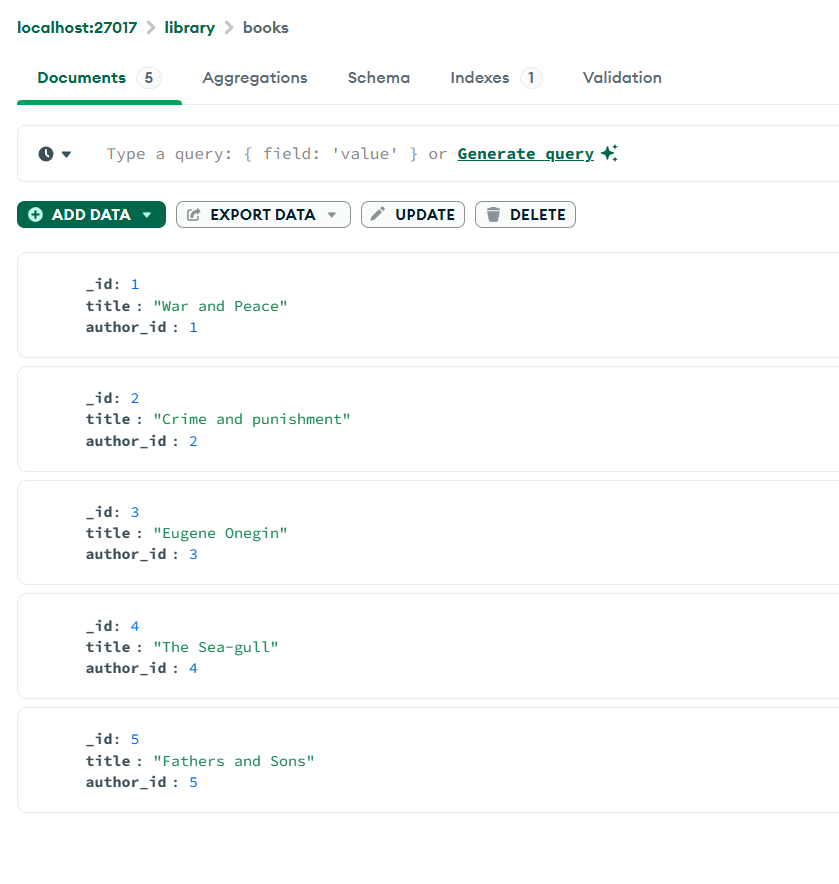 localhost:27017 > library > books
Documents 5 Aggregations Schema Indexes 1 Validation
Type a query: { field: 'value' } or Generate query
ADD DATA EXPORT DATA UPDATE DELETE
_id: 1
title : "War and Peace"
author_id : 1
_id: 2
title : "Crime and punishment"
author_id : 2
_id: 3
title : "Eugene Onegin"
author_id : 3
_id: 4
title : "The Sea-gull"
author_id : 4
_id: 5
title : "Fathers and Sons"
author_id : 5